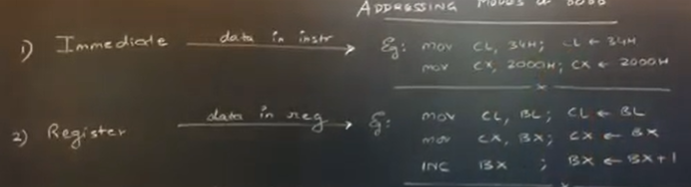 ADDRESSING MODES OF 8086
1) Immediate data in instr Eg: mov CL, 34H; CL ← 34H
mov CX, 2000H; CX ← 2000H
2) Register data in reg Eg: mov CL, BL; CL ← BL
mov CX, BX; CX ← BX
INC BX ; BX ← BX+1